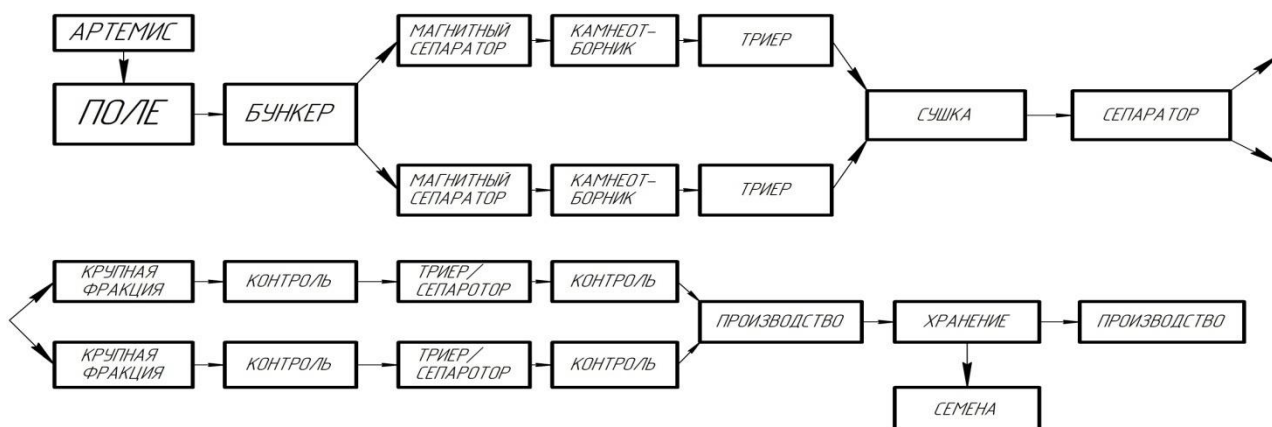 АРТЕМИС
ПОЛЕ
БУНКЕР
МАГНИТНЫЙ
СЕПАРАТОР
КАМНЕОТ-
БОРНИК
ТРИЕР
МАГНИТНЫЙ
СЕПАРАТОР
КАМНЕОТ-
БОРНИК
ТРИЕР
СУШКА
СЕПАРАТОР
КРУПНАЯ
ФРАКЦИЯ
КОНТРОЛЬ
ТРИЕР/
СЕПАРОТОР
КОНТРОЛЬ
КРУПНАЯ
ФРАКЦИЯ
КОНТРОЛЬ
ТРИЕР/
СЕПАРОТОР
КОНТРОЛЬ
ПРОИЗВОДСТВО
ХРАНЕНИЕ
ПРОИЗВОДСТВО
СЕМЕНА